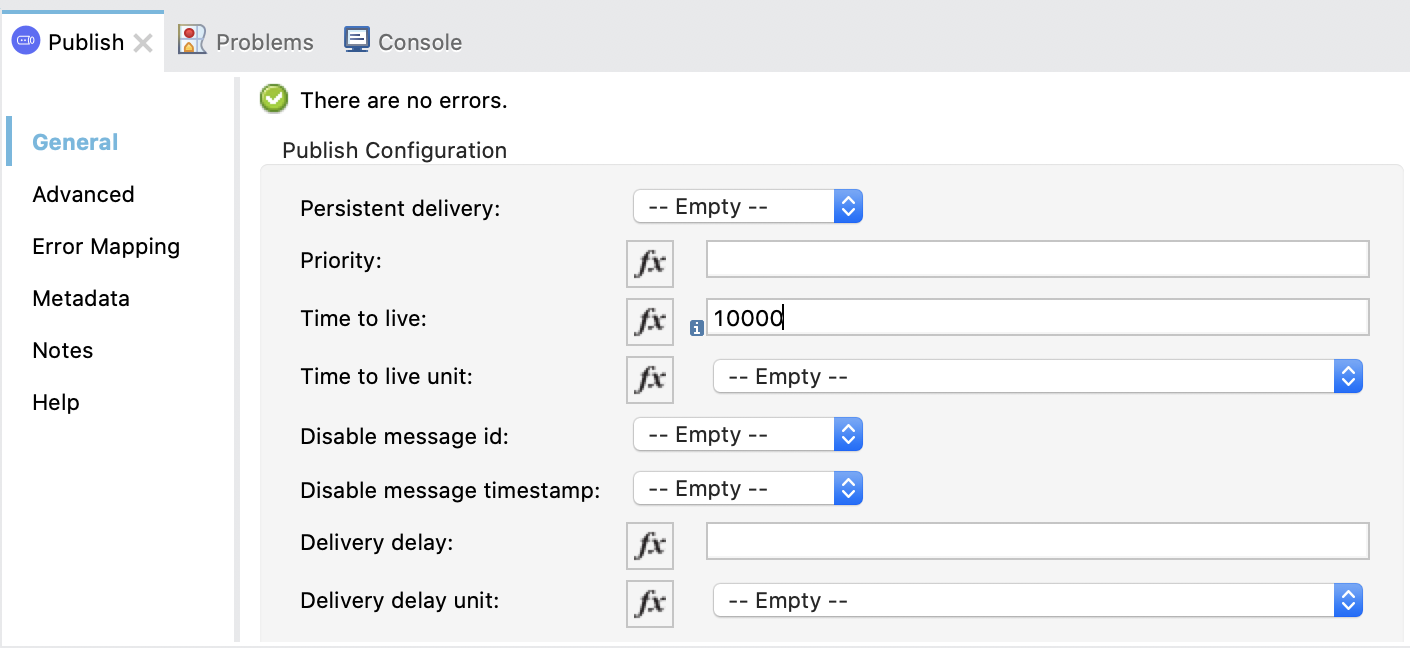 Publish Problems Console
There are no errors.
General
Advanced
Error Mapping
Metadata
Notes
Help
Publish Configuration
Persistent delivery: -- Empty --
Priority: fx
Time to live: fx i 10000
Time to live unit: fx -- Empty --
Disable message id: -- Empty --
Disable message timestamp: -- Empty --
Delivery delay: fx
Delivery delay unit: fx -- Empty --